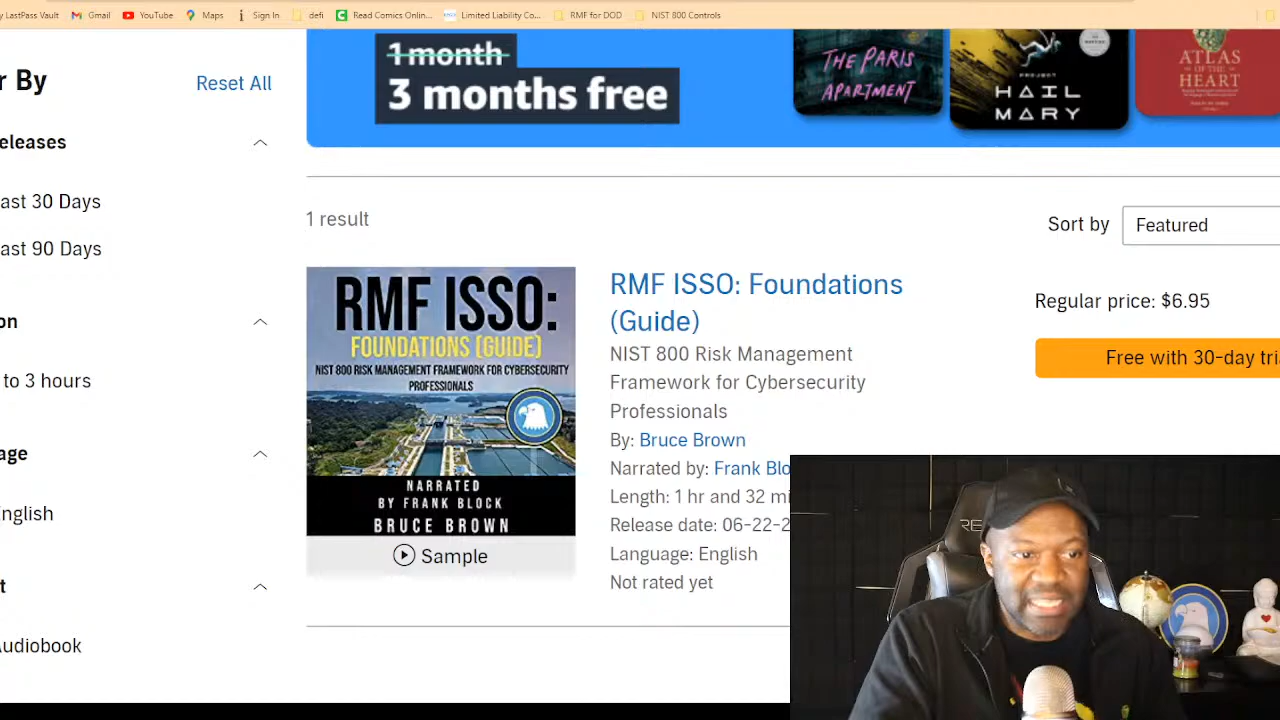 y LastPass Vault Gmail YouTube Maps Sign In defi Read Comics Onlin... Limited Liability Co... RMF for DOD NIST 800 Controls
r By
Reset All
eleases
ast 30 Days
ast 90 Days
on
to 3 hours
age
nglish
t
udiobook
1 month
3 months free
THE PARIS
APARTMENT
PROJECT
HAIL
MARY
ATLAS
OF THE
HEART
1 result
Sort by Featured
RMF ISSO:
FOUNDATIONS (GUIDE)
NIST 800 RISK MANAGEMENT FRAMEWORK FOR CYBERSECURITY
PROFESSIONALS
NARRATED
BY FRANK BLOCK
BRUCE BROWN
Sample
RMF ISSO: Foundations
(Guide)
NIST 800 Risk Management
Framework for Cybersecurity
Professionals
By: Bruce Brown
Narrated by: Frank Blo
Length: 1 hr and 32 mi
Release date: 06-22-2
Language: English
Not rated yet
Regular price: $6.95
Free with 30-day tri
RE